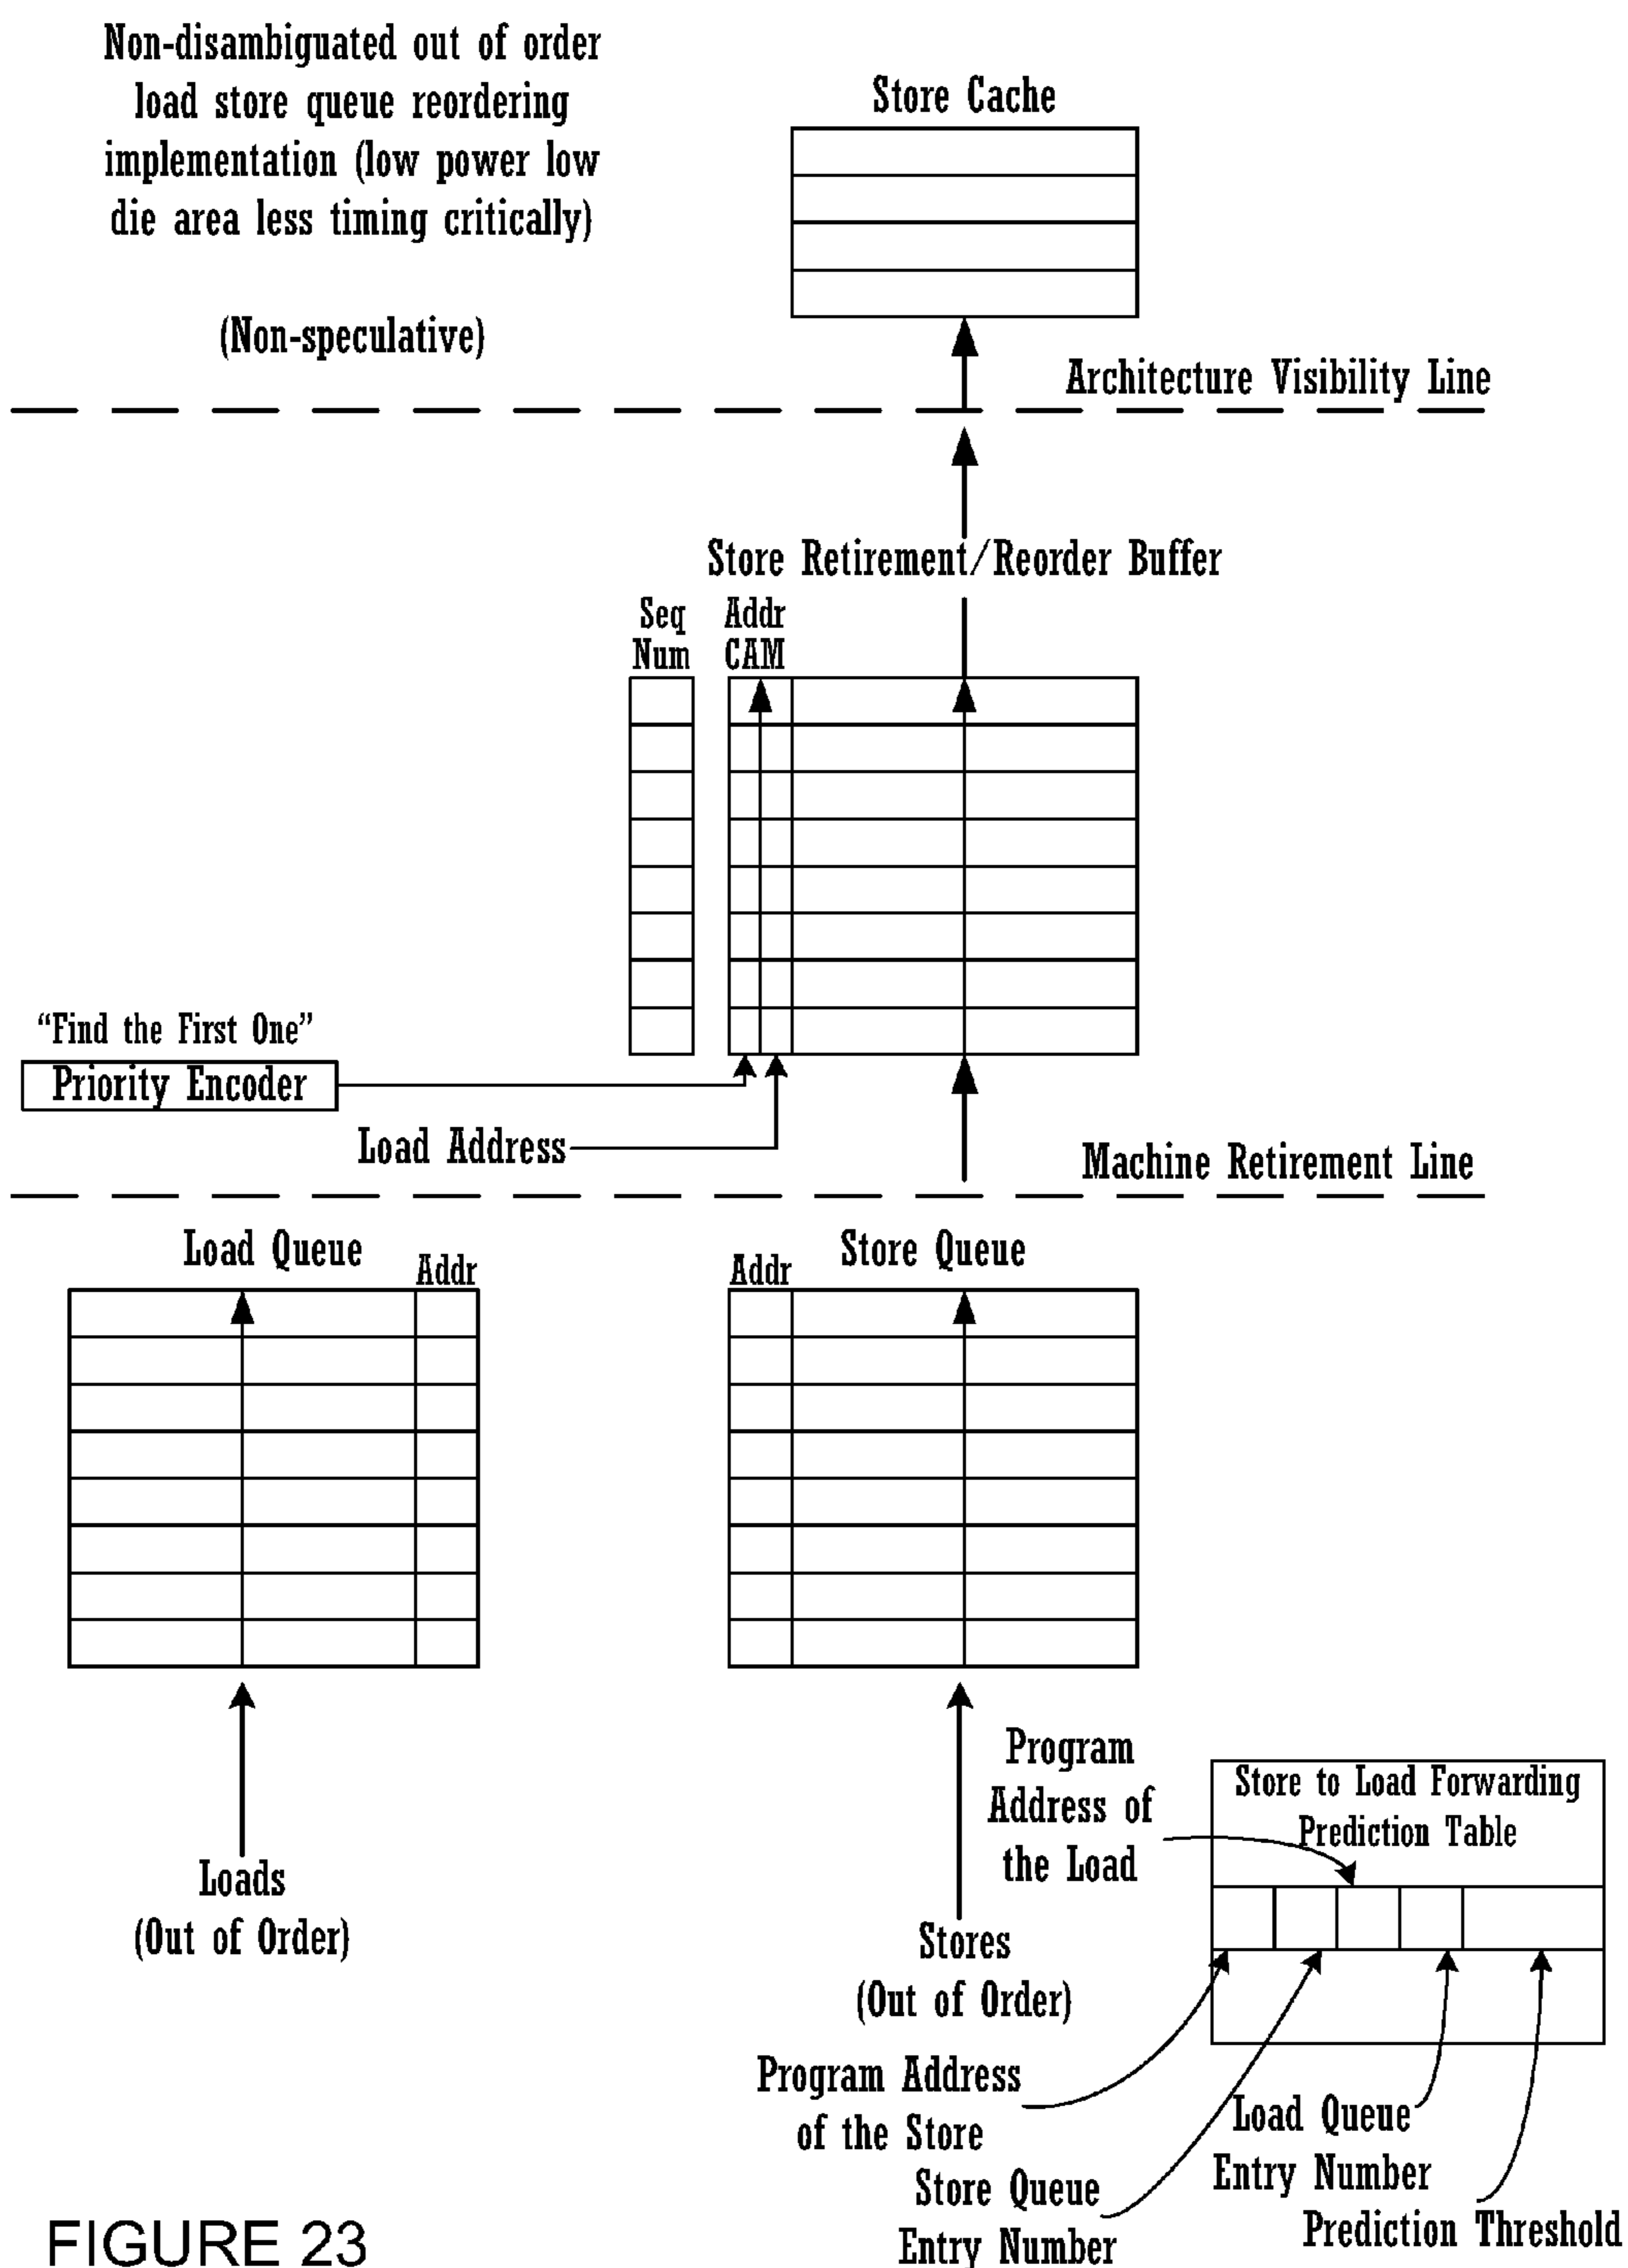 Non-disambiguated out of order
load store queue reordering
implementation (low power low
die area less timing critically)
(Non-speculative)
Store Cache
Architecture Visibility Line
Store Retirement/Reorder Buffer
Seq
Num
Addr
CAM
“Find the First One”
Priority Encoder
Load Address
Machine Retirement Line
Load Queue
Addr
Addr
Store Queue
Loads
(Out of Order)
Stores
(Out of Order)
Program
Address of
the Load
Store to Load Forwarding
Prediction Table
Program Address
of the Store
Store Queue
Entry Number
Load Queue
Entry Number
Prediction Threshold
FIGURE 23